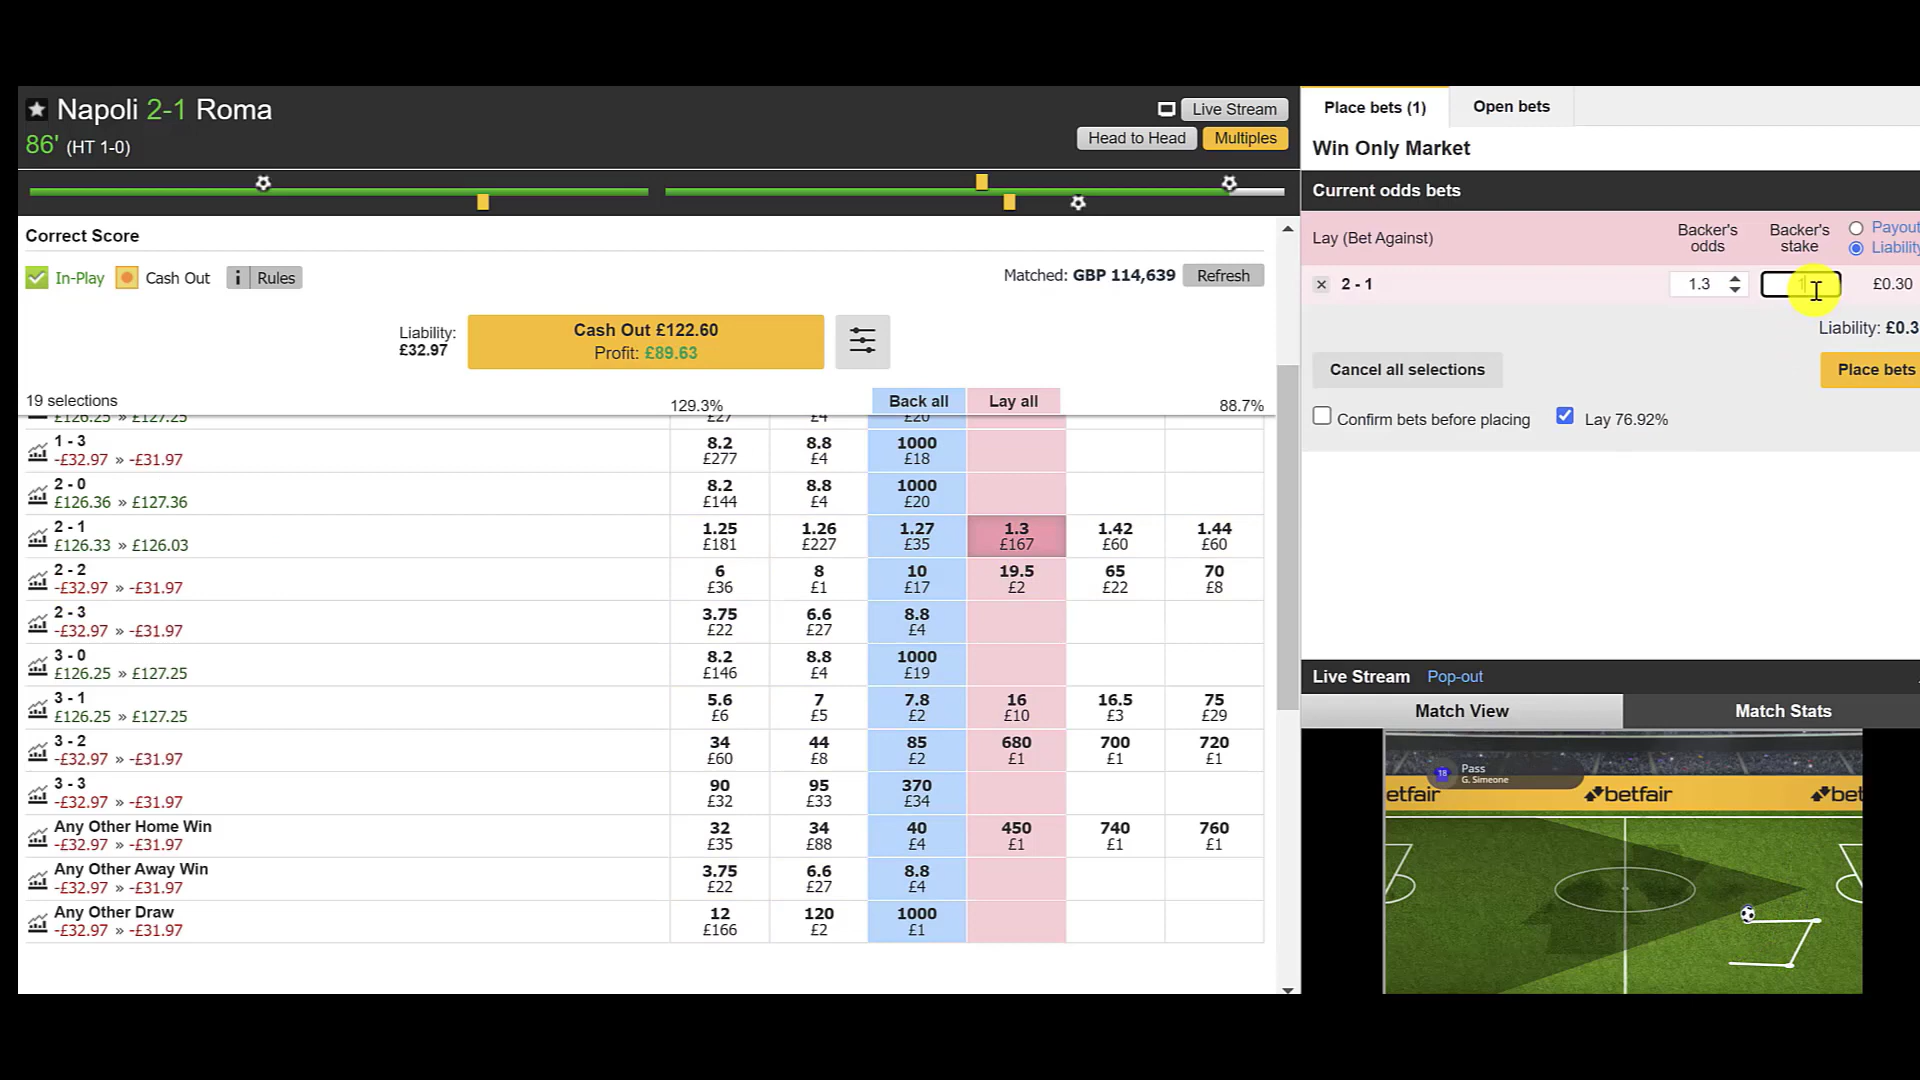 Napoli 2-1 Roma
86' (HT 1-0)
Live Stream
Head to Head
Multiples
Correct Score
In-Play
Cash Out
i
Rules
Matched: GBP 114,639
Refresh
Liability:
£32.97
Cash Out £122.60
Profit: £89.63
19 selections
129.3%
Back all
Lay all
88.7%
£126.25 » £127.25
£27
£4
£20
1 - 3
-£32.97 » -£31.97
8.2
£277
8.8
£4
1000
£18
2 - 0
£126.36 » £127.36
8.2
£144
8.8
£4
1000
£20
2 - 1
£126.33 » £126.03
1.25
£181
1.26
£227
1.27
£35
1.3
£167
1.42
£60
1.44
£60
2 - 2
-£32.97 » -£31.97
6
£36
8
£1
10
£17
19.5
£2
65
£22
70
£8
2 - 3
-£32.97 » -£31.97
3.75
£22
6.6
£27
8.8
£4
3 - 0
£126.25 » £127.25
8.2
£146
8.8
£4
1000
£19
3 - 1
£126.25 » £127.25
5.6
£6
7
£5
7.8
£2
16
£10
16.5
£3
75
£29
3 - 2
-£32.97 » -£31.97
34
£60
44
£8
85
£2
680
£1
700
£1
720
£1
3 - 3
-£32.97 » -£31.97
90
£32
95
£33
370
£34
Any Other Home Win
-£32.97 » -£31.97
32
£35
34
£88
40
£4
450
£1
740
£1
760
£1
Any Other Away Win
-£32.97 » -£31.97
3.75
£22
6.6
£27
8.8
£4
Any Other Draw
-£32.97 » -£31.97
12
£166
120
£2
1000
£1
Place bets (1)
Open bets
Win Only Market
Current odds bets
Lay (Bet Against)
Backer's
odds
Backer's
stake
Payout
Liability
2 - 1
1.3
1
£0.30
Liability: £0.3
Cancel all selections
Place bets
Confirm bets before placing
Lay 76.92%
Live Stream
Pop-out
Match View
Match Stats
18
Pass
G. Simeone
etfair
betfair
bet